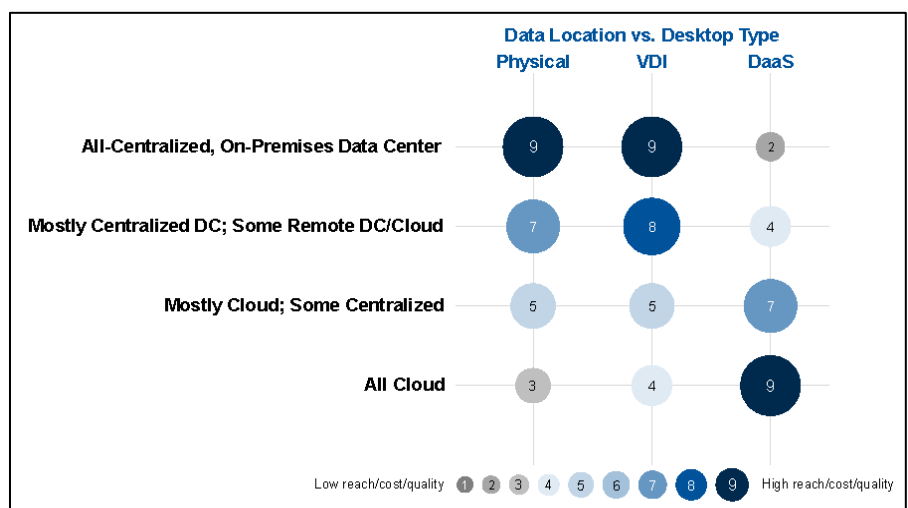 Data Location vs. Desktop Type
Physical VDI DaaS
All-Centralized, On-Premises Data Center 9 9 2
Mostly Centralized DC; Some Remote DC/Cloud 7 8 4
Mostly Cloud; Some Centralized 5 5 7
All Cloud 3 4 9
Low reach/cost/quality 1 2 3 4 5 6 7 8 9 High reach/cost/quality